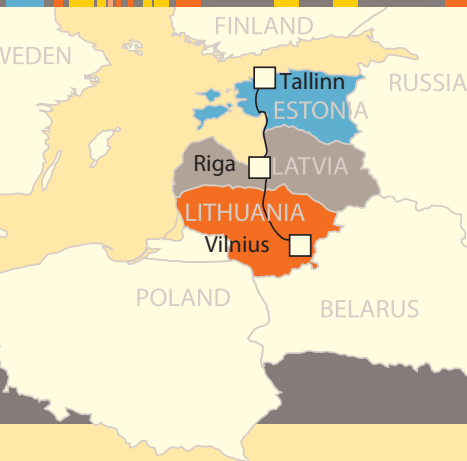 FINLAND
WEDEN
RUSSIA
Tallinn
ESTONIA
Riga
LATVIA
LITHUANIA
Vilnius
POLAND
BELARUS